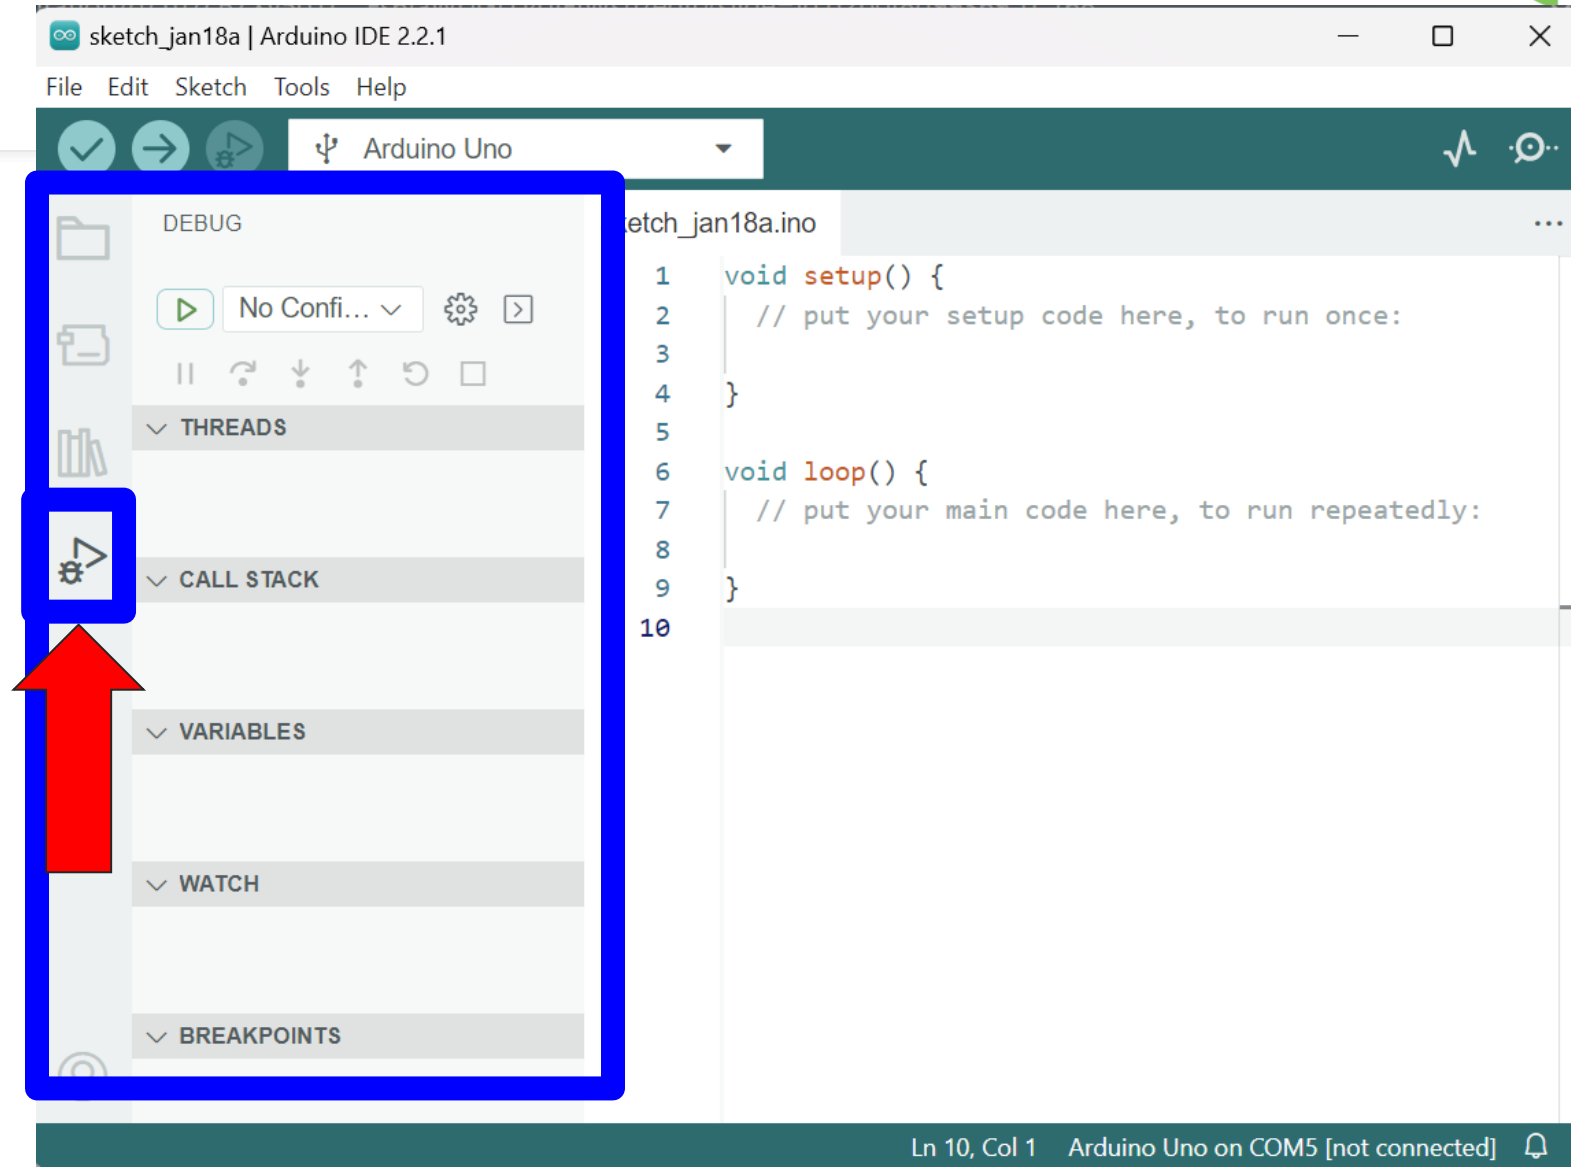 sketch_jan18a | Arduino IDE 2.2.1
File Edit Sketch Tools Help
Arduino Uno
DEBUG
etch_jan18a.ino
No Confi...
THREADS
CALL STACK
VARIABLES
WATCH
BREAKPOINTS
1 void setup() {
2 // put your setup code here, to run once:
3
4 }
5
6 void loop() {
7 // put your main code here, to run repeatedly:
8
9 }
10
Ln 10, Col 1 Arduino Uno on COM5 [not connected]